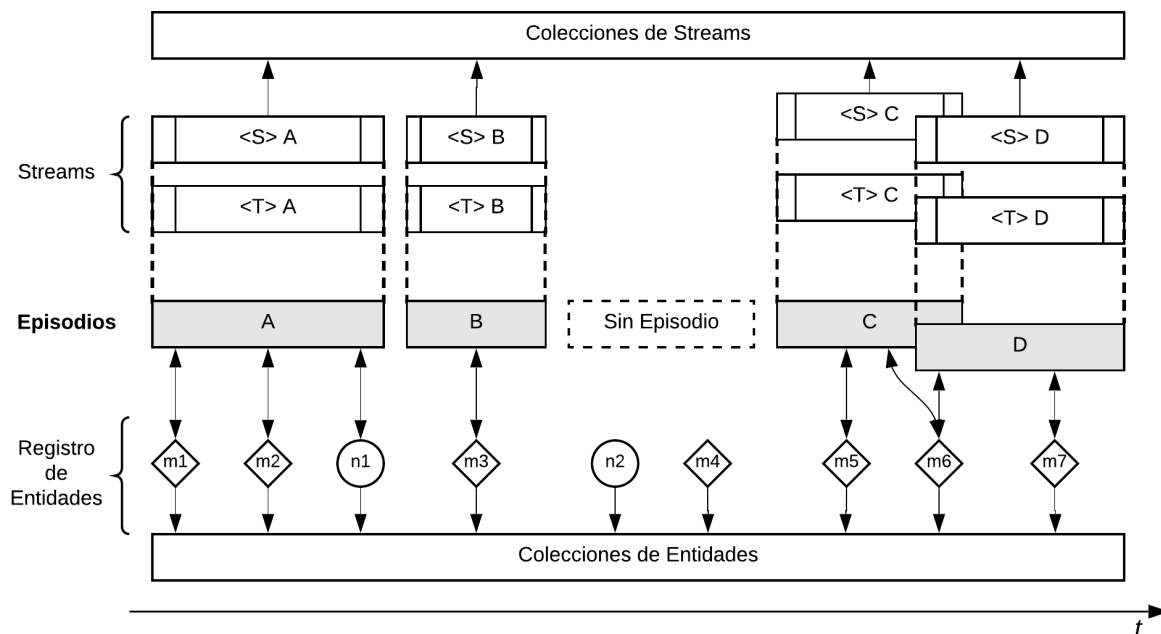 Colecciones de Streams
<S> A
<S> B
<S> C
<S> D
Streams
<T> A
<T> B
<T> C
<T> D
Episodios
A
B
Sin Episodio
C
D
Registro
de
Entidades
m1
m2
n1
m3
n2
m4
m5
m6
m7
Colecciones de Entidades
t